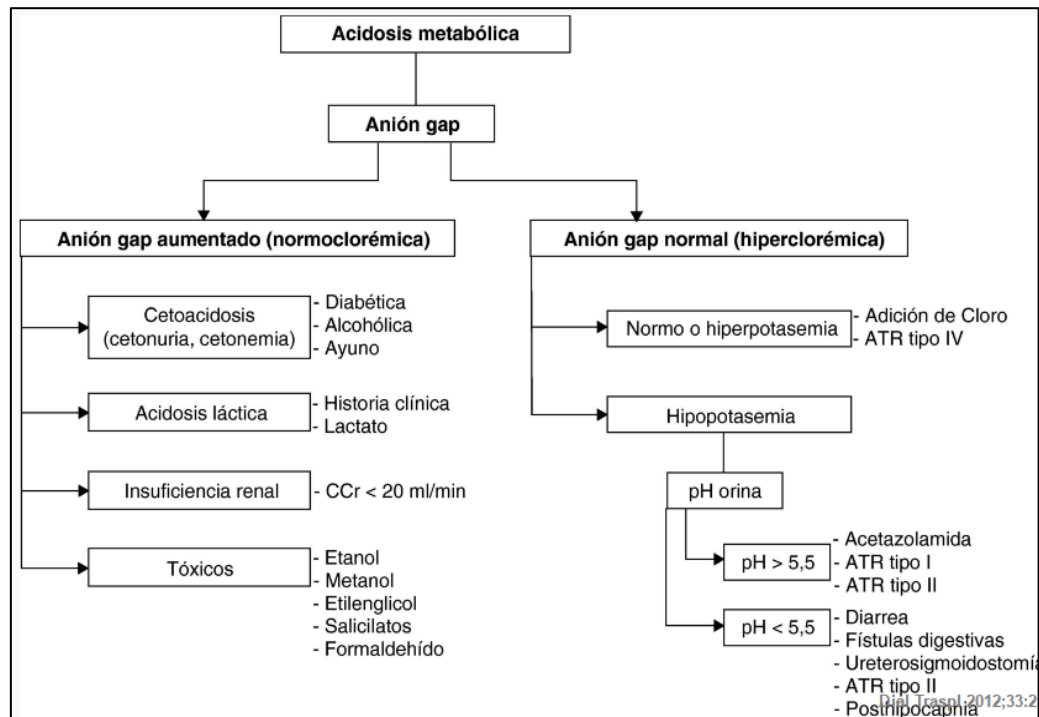 Acidosis metabólica
Anión gap
Anión gap aumentado (normoclorémica)
Cetoacidosis
(cetonuria, cetonemia)
- Diabética
- Alcohólica
- Ayuno
Acidosis láctica
- Historia clínica
- Lactato
Insuficiencia renal
- CCr < 20 ml/min
Tóxicos
- Etanol
- Metanol
- Etilenglicol
- Salicilatos
- Formaldehído
Anión gap normal (hiperclorémica)
Normo o hiperpotasemia
- Adición de Cloro
- ATR tipo IV
Hipopotasemia
pH orina
pH > 5,5
- Acetazolamida
- ATR tipo I
- ATR tipo II
pH < 5,5
- Diarrea
- Fístulas digestivas
- Ureterosigmoidostomía
- ATR tipo II
- Posthipocapnia
Dial Traspl 2012;33:2